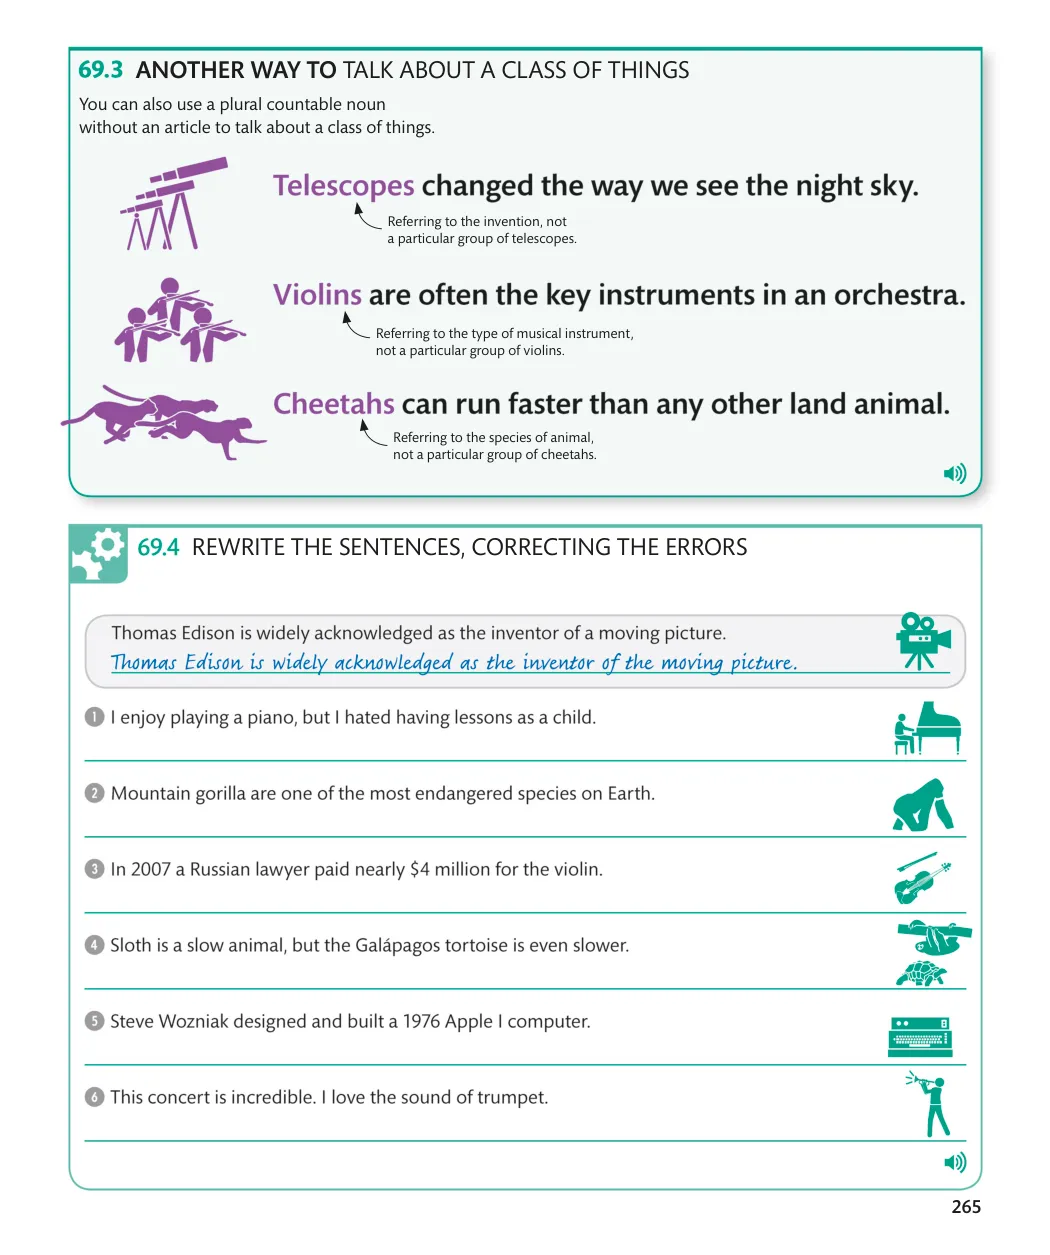 69.3 ANOTHER WAY TO TALK ABOUT A CLASS OF THINGS
You can also use a plural countable noun
without an article to talk about a class of things.
Telescopes changed the way we see the night sky.
Referring to the invention, not
a particular group of telescopes.
Violins are often the key instruments in an orchestra.
Referring to the type of musical instrument,
not a particular group of violins.
Cheetahs can run faster than any other land animal.
Referring to the species of animal,
not a particular group of cheetahs.
69.4 REWRITE THE SENTENCES, CORRECTING THE ERRORS
Thomas Edison is widely acknowledged as the inventor of a moving picture.
Thomas Edison is widely acknowledged as the inventor of the moving picture.
1 I enjoy playing a piano, but I hated having lessons as a child.
2 Mountain gorilla are one of the most endangered species on Earth.
3 In 2007 a Russian lawyer paid nearly $4 million for the violin.
4 Sloth is a slow animal, but the Galápagos tortoise is even slower.
5 Steve Wozniak designed and built a 1976 Apple I computer.
6 This concert is incredible. I love the sound of trumpet.
265